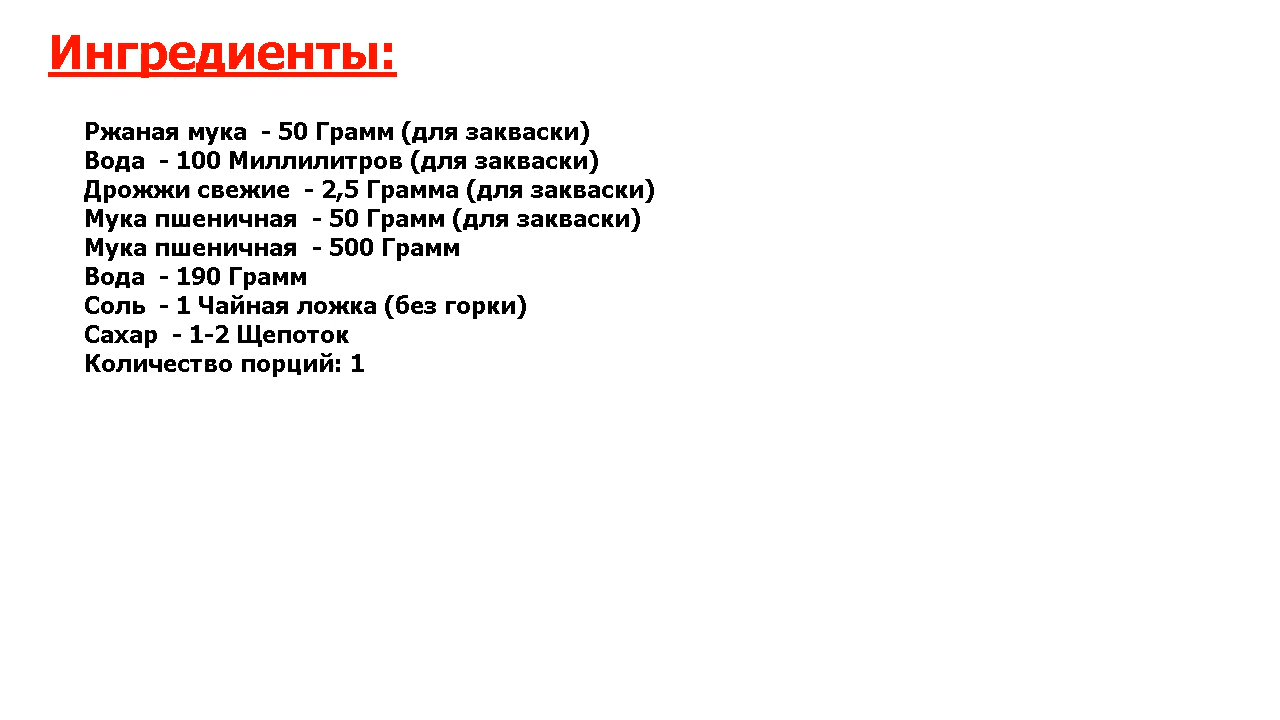 Ингредиенты:
Ржаная мука  - 50 Грамм (для закваски)
Вода  - 100 Миллилитров (для закваски)
Дрожжи свежие  - 2,5 Грамма (для закваски)
Мука пшеничная  - 50 Грамм (для закваски)
Мука пшеничная  - 500 Грамм
Вода  - 190 Грамм
Соль  - 1 Чайная ложка (без горки)
Сахар  - 1-2 Щепоток
Количество порций: 1